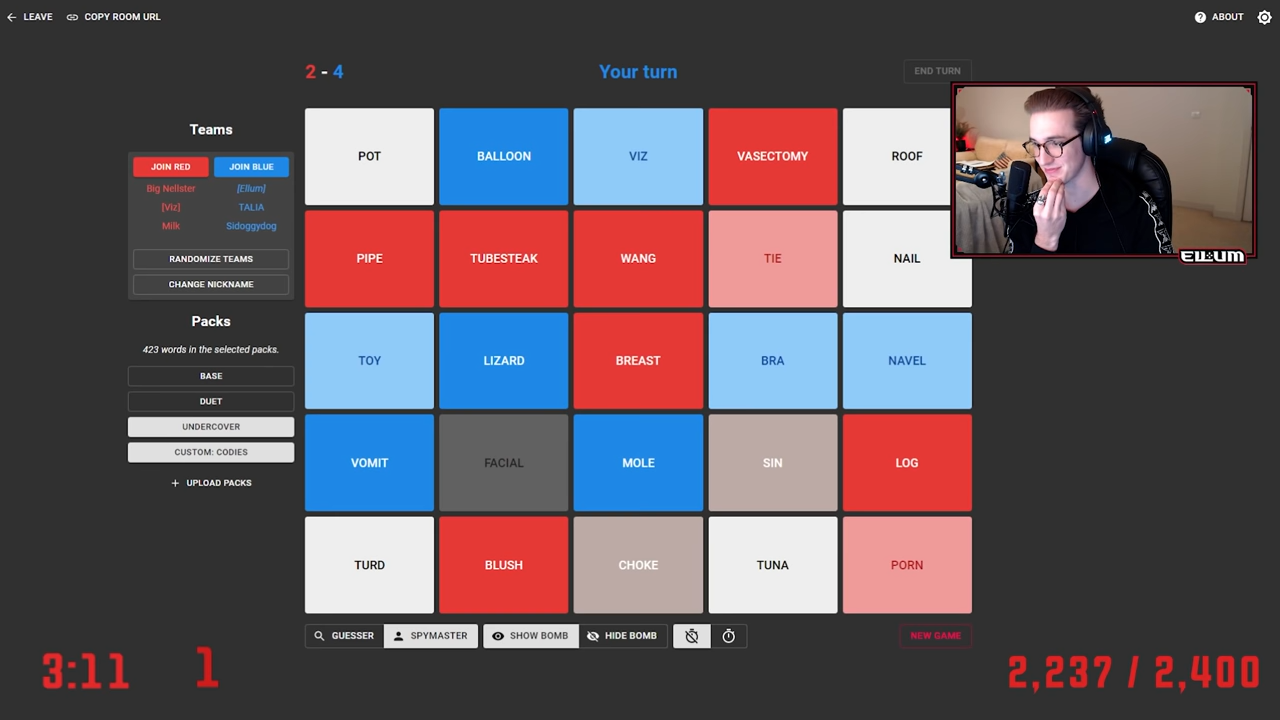 LEAVE
COPY ROOM URL
ABOUT
2 - 4
Your turn
END TURN
Teams
JOIN RED
JOIN BLUE
Big Nellster
[Ellum]
[Viz]
TALIA
Milk
Sidoggydog
RANDOMIZE TEAMS
CHANGE NICKNAME
Packs
423 words in the selected packs.
BASE
DUET
UNDERCOVER
CUSTOM: CODIES
UPLOAD PACKS
POT
BALLOON
VIZ
VASECTOMY
ROOF
PIPE
TUBESTEAK
WANG
TIE
NAIL
TOY
LIZARD
BREAST
BRA
NAVEL
VOMIT
FACIAL
MOLE
SIN
LOG
TURD
BLUSH
CHOKE
TUNA
PORN
GUESSER
SPYMASTER
SHOW BOMB
HIDE BOMB
NEW GAME
ELLUM
3:11
1
2,237 / 2,400